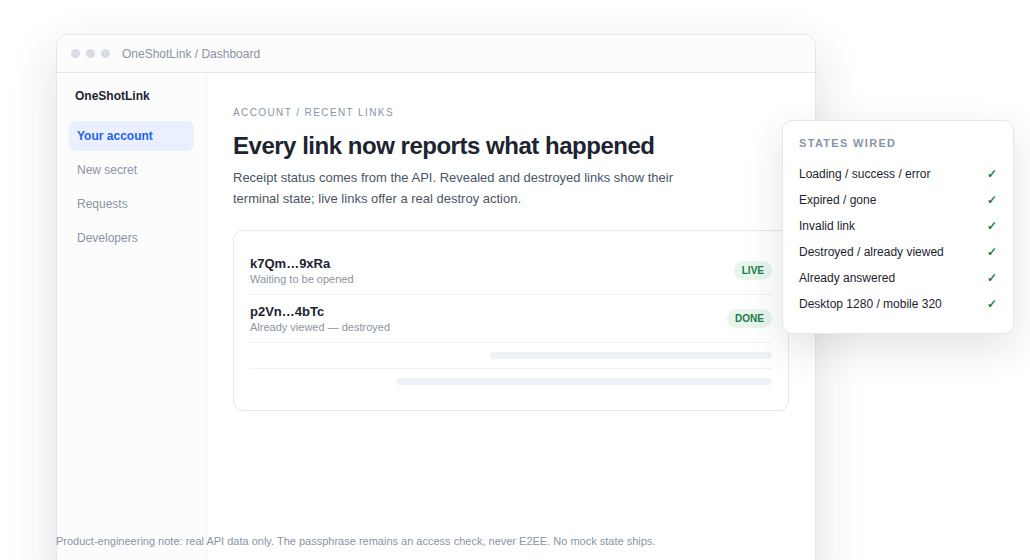 OneShotLink / Dashboard
OneShotLink
Your account
New secret
Requests
Developers
ACCOUNT / RECENT LINKS
Every link now reports what happened
Receipt status comes from the API. Revealed and destroyed links show their
terminal state; live links offer a real destroy action.
k7Qm…9xRa
Waiting to be opened
LIVE
p2Vn…4bTc
Already viewed — destroyed
DONE
STATES WIRED
Loading / success / error ✓
Expired / gone ✓
Invalid link ✓
Destroyed / already viewed ✓
Already answered ✓
Desktop 1280 / mobile 320 ✓
Product-engineering note: real API data only. The passphrase remains an access check, never E2EE. No mock state ships.